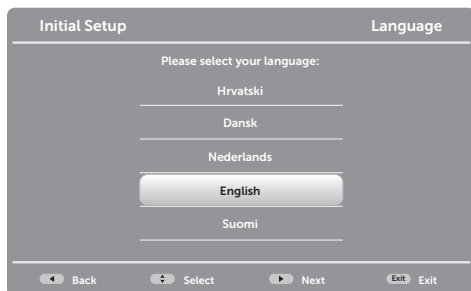 Initial Setup Language
Please select your language:
Hrvatski
Dansk
Nederlands
English
Suomi
Back Select Next Exit Exit